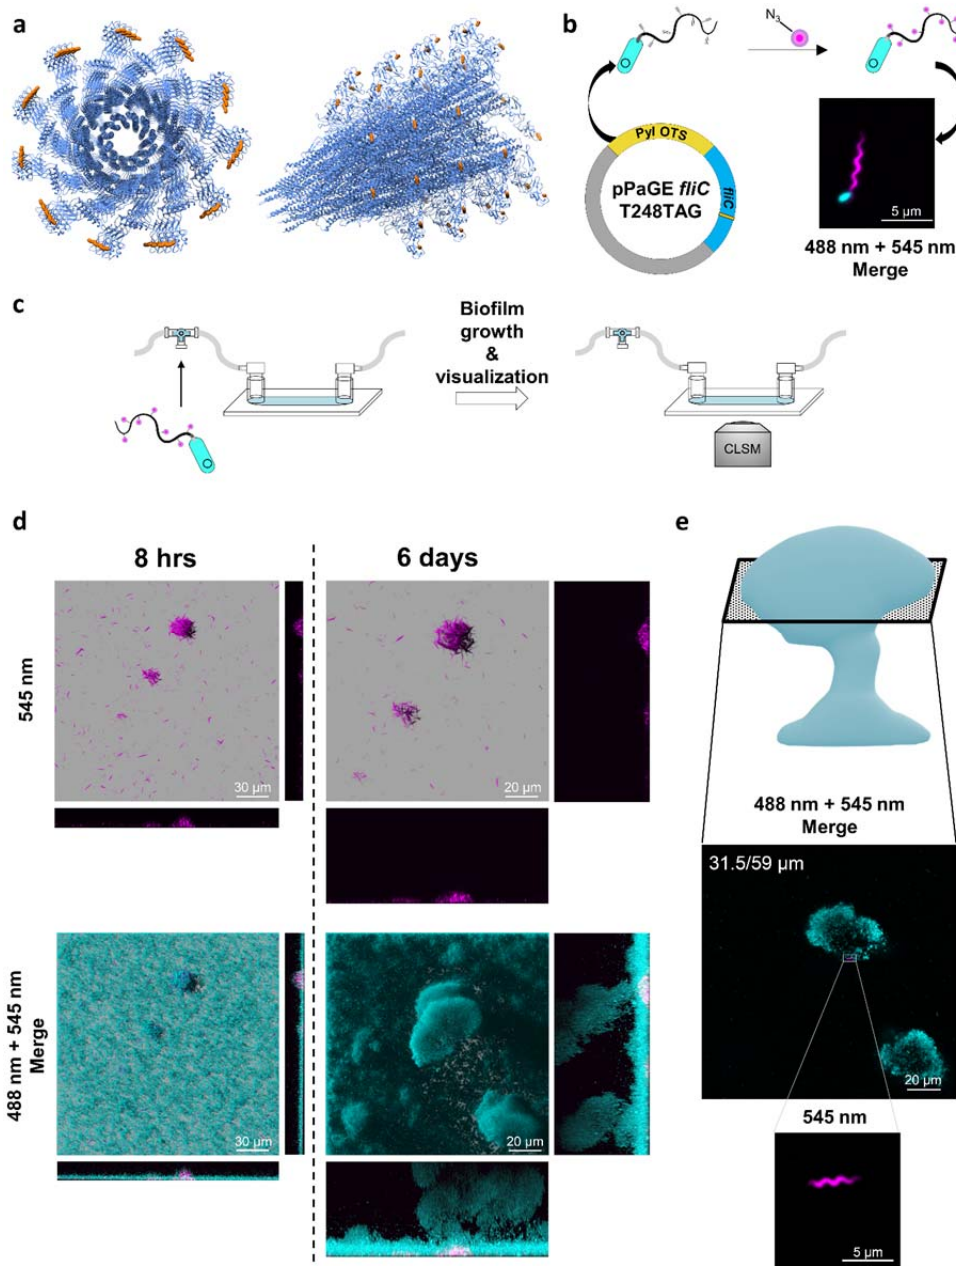 a
b
N3
Pyl OTS
pPaGE fliC
T248TAG
fliC
5 µm
488 nm + 545 nm
Merge
c
Biofilm
growth
&
visualization
CLSM
d
8 hrs
6 days
545 nm
30 µm
20 µm
488 nm + 545 nm
Merge
30 µm
20 µm
e
488 nm + 545 nm
Merge
31.5/59 µm
20 µm
545 nm
5 µm